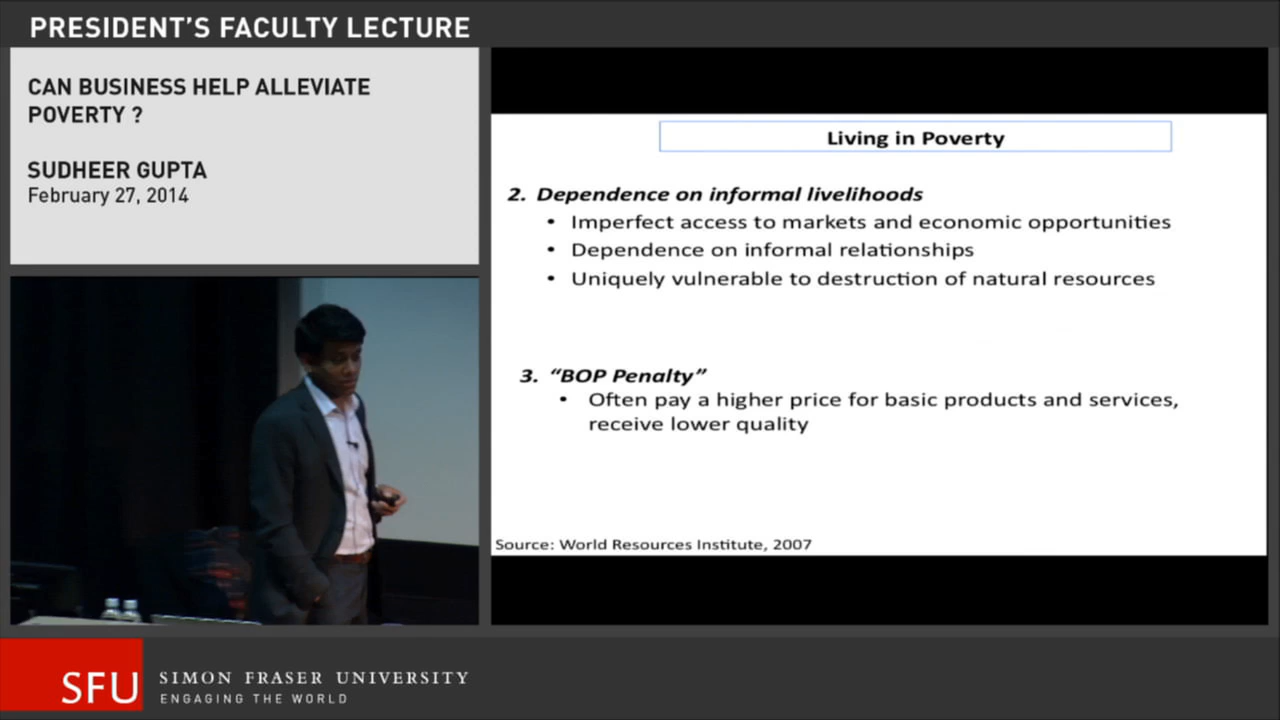 PRESIDENT'S FACULTY LECTURE
CAN BUSINESS HELP ALLEVIATE
POVERTY ?
SUDHEER GUPTA
February 27, 2014
Living in Poverty
2. Dependence on informal livelihoods
• Imperfect access to markets and economic opportunities
• Dependence on informal relationships
• Uniquely vulnerable to destruction of natural resources
3. "BOP Penalty"
• Often pay a higher price for basic products and services,
receive lower quality
Source: World Resources Institute, 2007
SFU
SIMON FRASER UNIVERSITY
ENGAGING THE WORLD